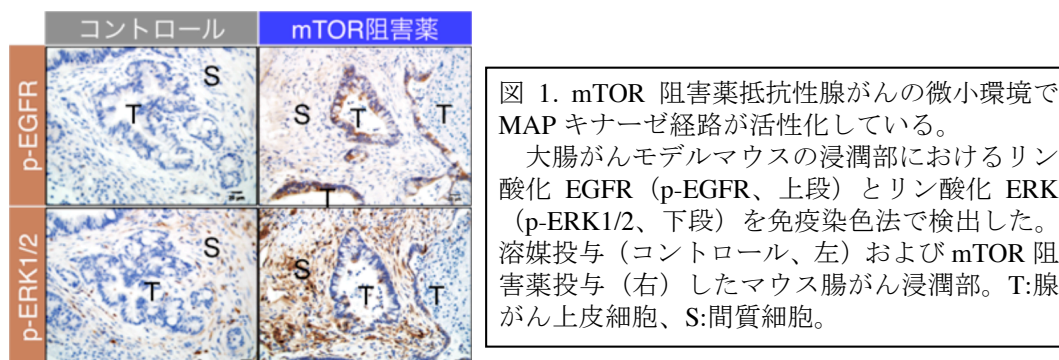 コントロール
mTOR阻害薬
p-EGFR
S
T
S
T
T
T
p-ERK1/2
S
T
S
T
T
図 1. mTOR 阻害薬抵抗性腺がんの微小環境で
MAP キナーゼ経路が活性化している。
大腸がんモデルマウスの浸潤部におけるリン
酸化 EGFR（p-EGFR、上段）とリン酸化 ERK
（p-ERK1/2、下段）を免疫染色法で検出した。
溶媒投与（コントロール、左）および mTOR 阻
害薬投与（右）したマウス腸がん浸潤部。T:腺
がん上皮細胞、S:間質細胞。